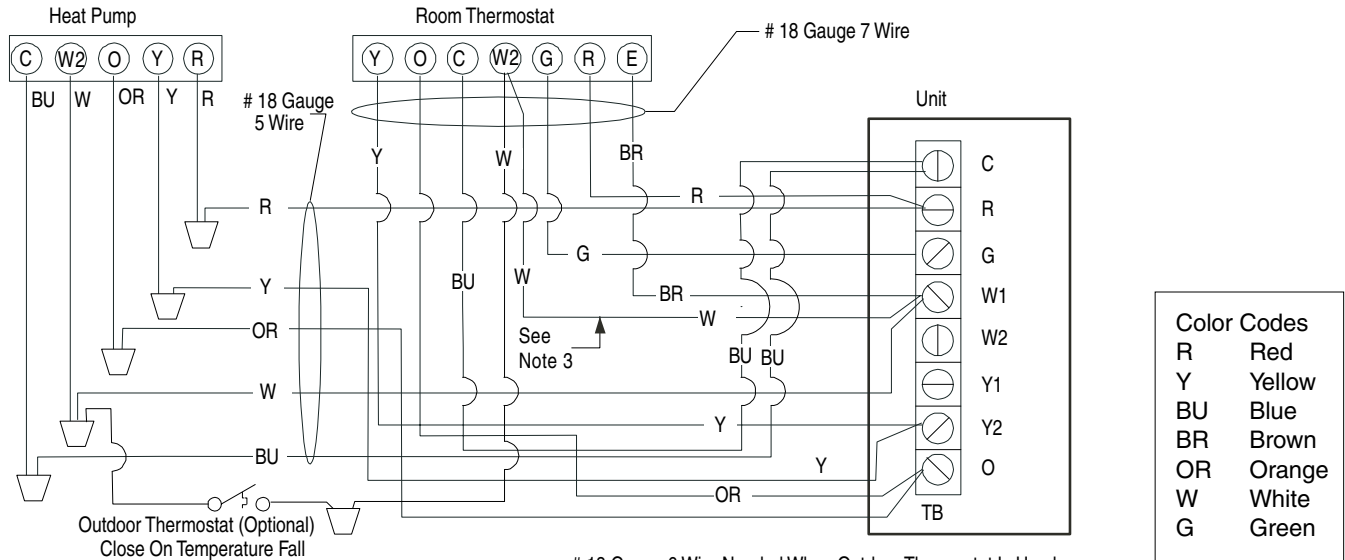 Heat Pump
Room Thermostat
# 18 Gauge 7 Wire
C W2 O Y R
Y O C W2 G R E
BU W OR Y R
# 18 Gauge
5 Wire
Unit
Y W BR
C
R
R
R
G
G
BU
W
Y
BR
W1
W
See
Note 3
OR
W2
BU BU
Y1
W
Y
Y2
BU
Y
O
OR
TB
Outdoor Thermostat (Optional)
Close On Temperature Fall
Color Codes
R Red
Y Yellow
BU Blue
BR Brown
OR Orange
W White
G Green